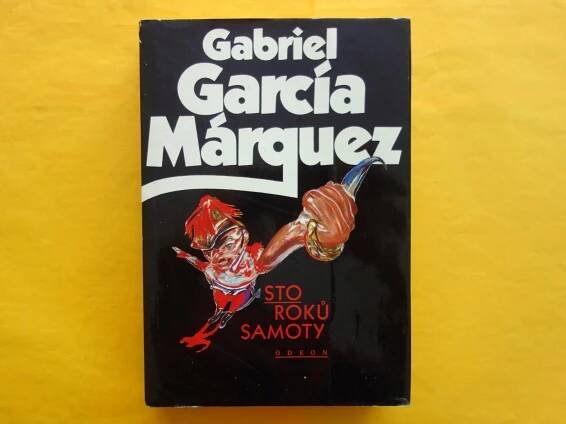 Gabriel
García
Márquez
STO
ROKŮ
SAMOTY
ODEON